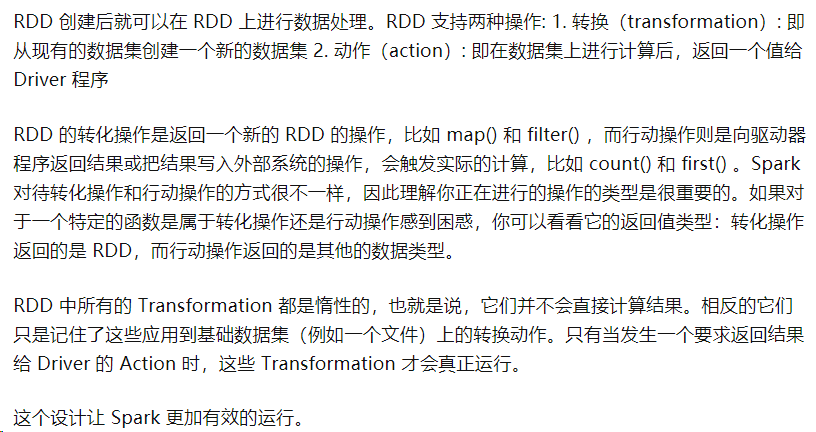 RDD 创建后就可以在 RDD 上进行数据处理。RDD 支持两种操作: 1. 转换（transformation）: 即
从现有的数据集创建一个新的数据集 2. 动作（action）: 即在数据集上进行计算后，返回一个值给
Driver 程序
RDD 的转化操作是返回一个新的 RDD 的操作，比如 map() 和 filter() ，而行动操作则是向驱动器
程序返回结果或把结果写入外部系统的操作，会触发实际的计算，比如 count() 和 first() 。Spark
对待转化操作和行动操作的方式很不一样，因此理解你正在进行的操作的类型是很重要的。如果对
于一个特定的函数是属于转化操作还是行动操作感到困惑，你可以看看它的返回值类型：转化操作
返回的是 RDD，而行动操作返回的是其他的数据类型。
RDD 中所有的 Transformation 都是惰性的，也就是说，它们并不会直接计算结果。相反的它们
只是记住了这些应用到基础数据集（例如一个文件）上的转换动作。只有当发生一个要求返回结果
给 Driver 的 Action 时，这些 Transformation 才会真正运行。
这个设计让 Spark 更加有效的运行。